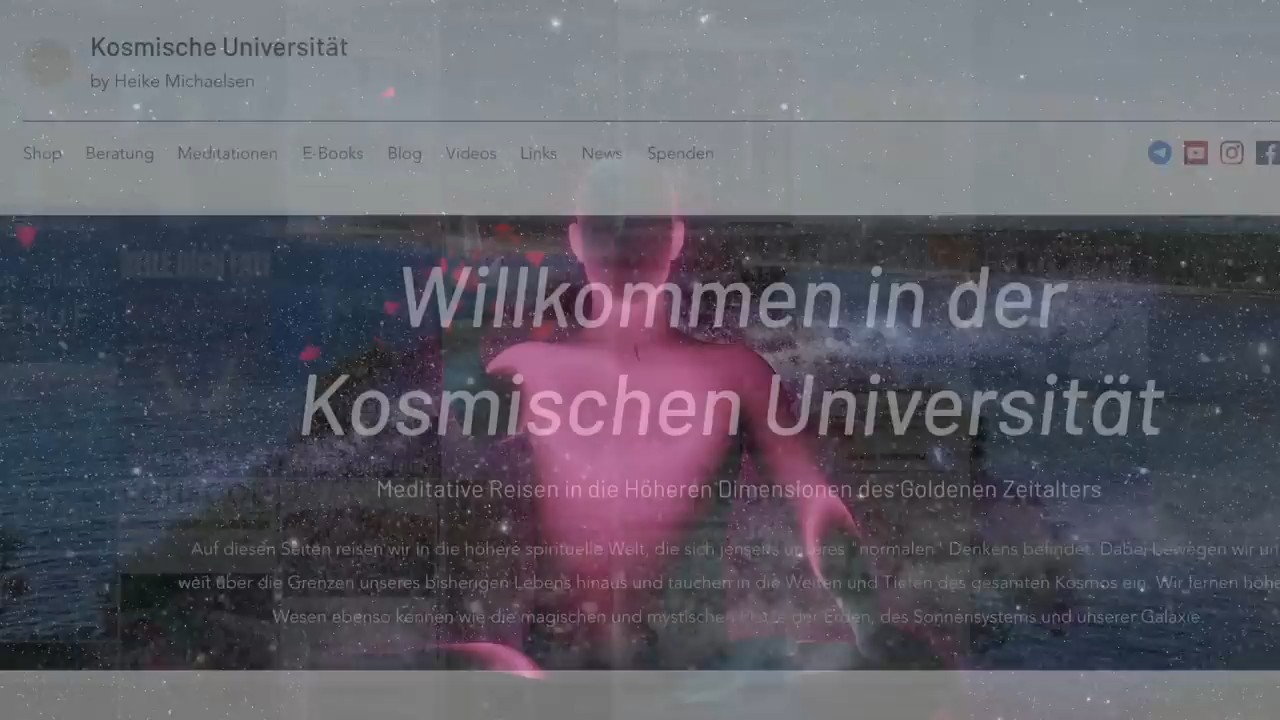 Kosmische Universität
by Heike Michaelsen
Shop Beratung Meditationen E-Books Blog Videos Links News Spenden
Willkommen in der
Kosmischen Universität
Meditative Reisen in die Höheren Dimensionen des Goldenen Zeitalters
Auf diesen Seiten reisen wir in die höhere spirituelle Welt, die sich jenseits unseres "normalen" Denkens befindet. Dabei bewegen wir
weit über die Grenzen unseres bisherigen Lebens hinaus und tauchen in die Weiten und Tiefen des gesamten Kosmos ein. Wir lernen
Wesen ebenso kennen wie die magischen und mystischen der Erden, des Sonnensystems und unserer Galaxie.